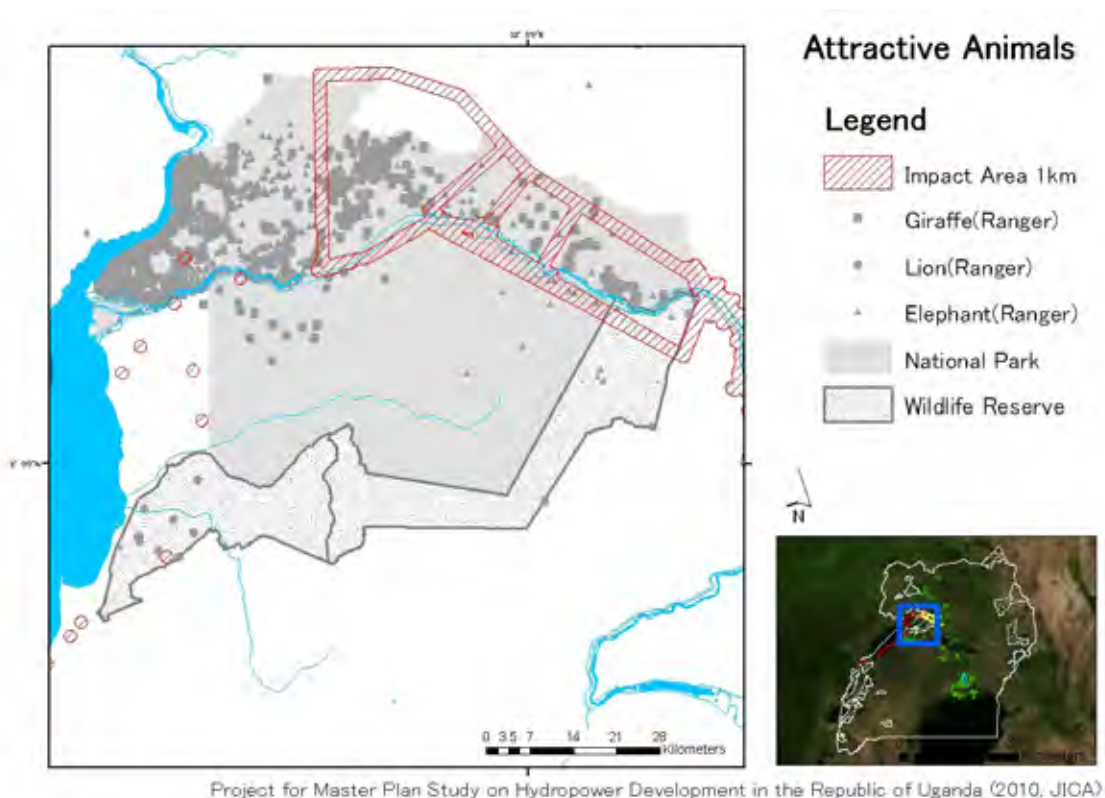 Attractive Animals
Legend
Impact Area 1km
Giraffe(Ranger)
Lion(Ranger)
Elephant(Ranger)
National Park
Wildlife Reserve
N
0 3.5 7 14 21 28
Kilometers
Project for Master Plan Study on Hydropower Development in the Republic of Uganda (2010, JICA)